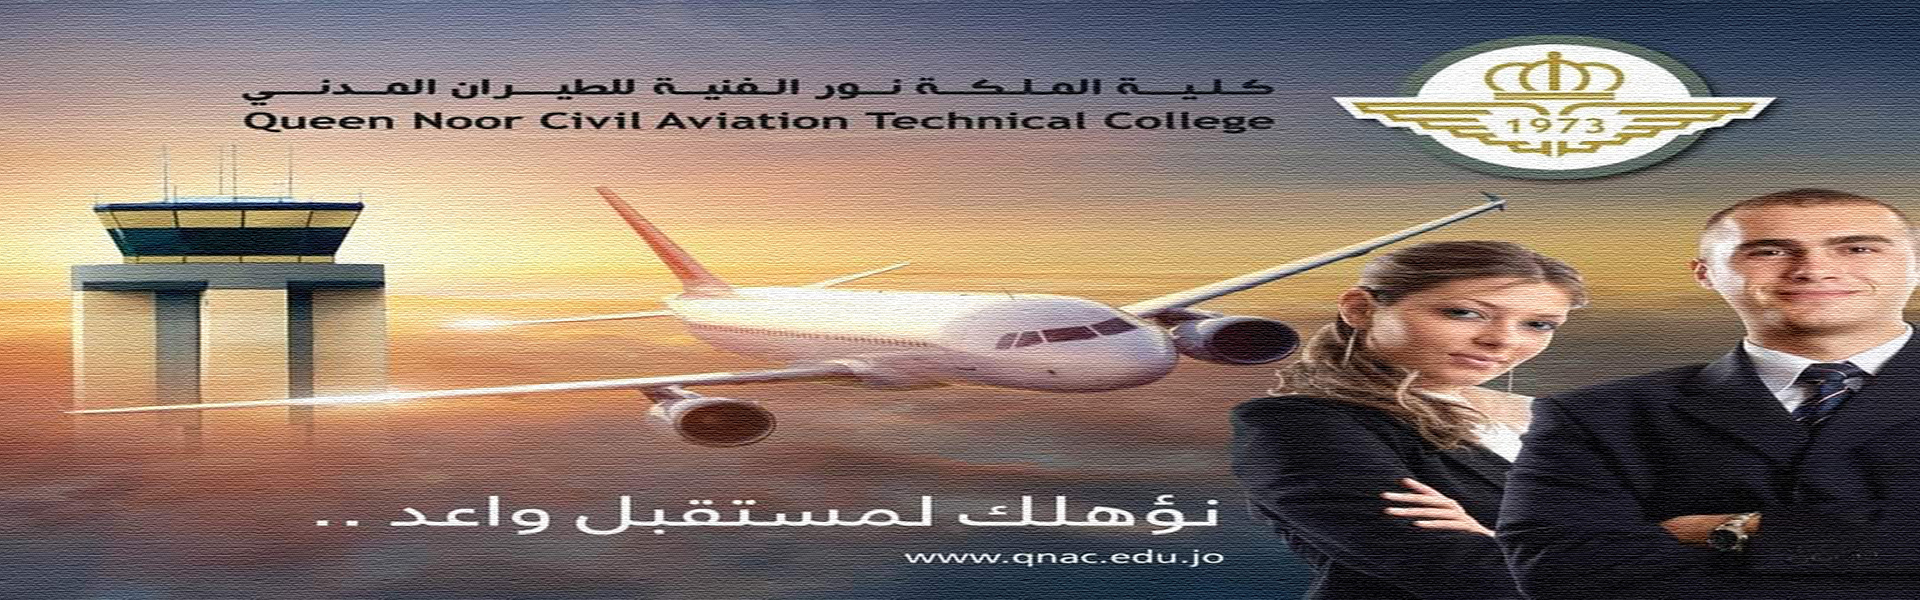 كلية الملكة نور الفنية للطيران المدني
Queen Noor Civil Aviation Technical College
1973
نؤهلك لمستقبل واعد ..
www.qnac.edu.jo